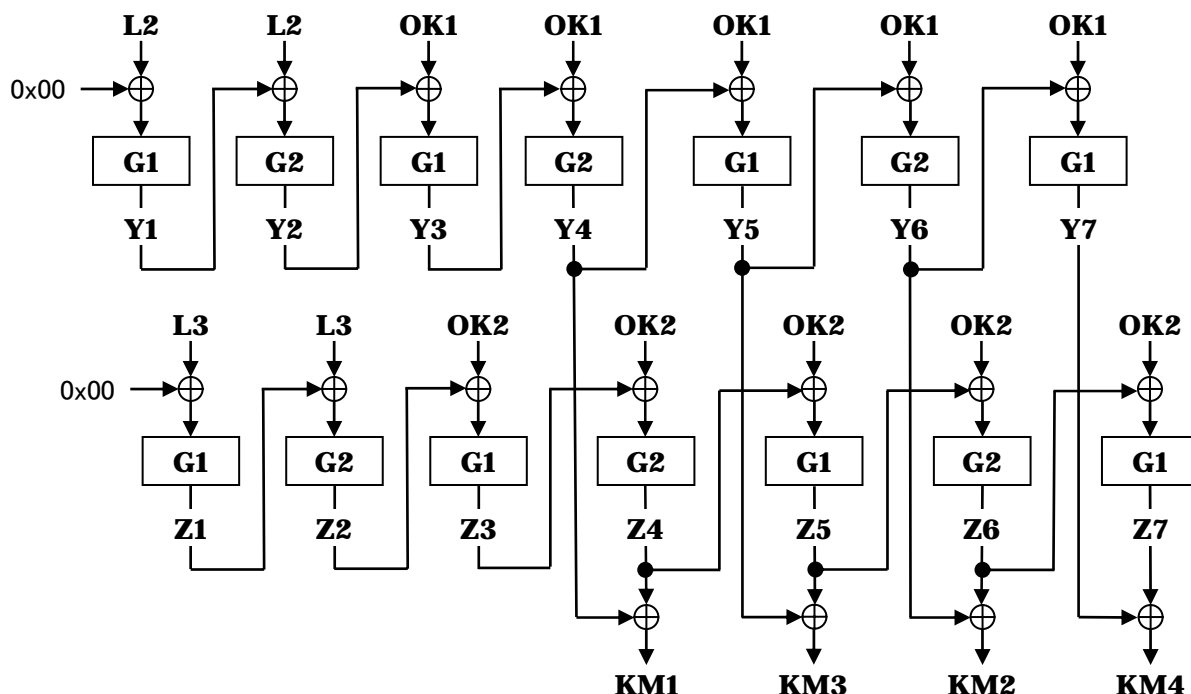 L2 L2 OK1 OK1 OK1 OK1 OK1
0x00
G1 G2 G1 G2 G1 G2 G1
Y1 Y2 Y3 Y4 Y5 Y6 Y7
L3 L3 OK2 OK2 OK2 OK2 OK2
0x00
G1 G2 G1 G2 G1 G2 G1
Z1 Z2 Z3 Z4 Z5 Z6 Z7
KM1 KM3 KM2 KM4